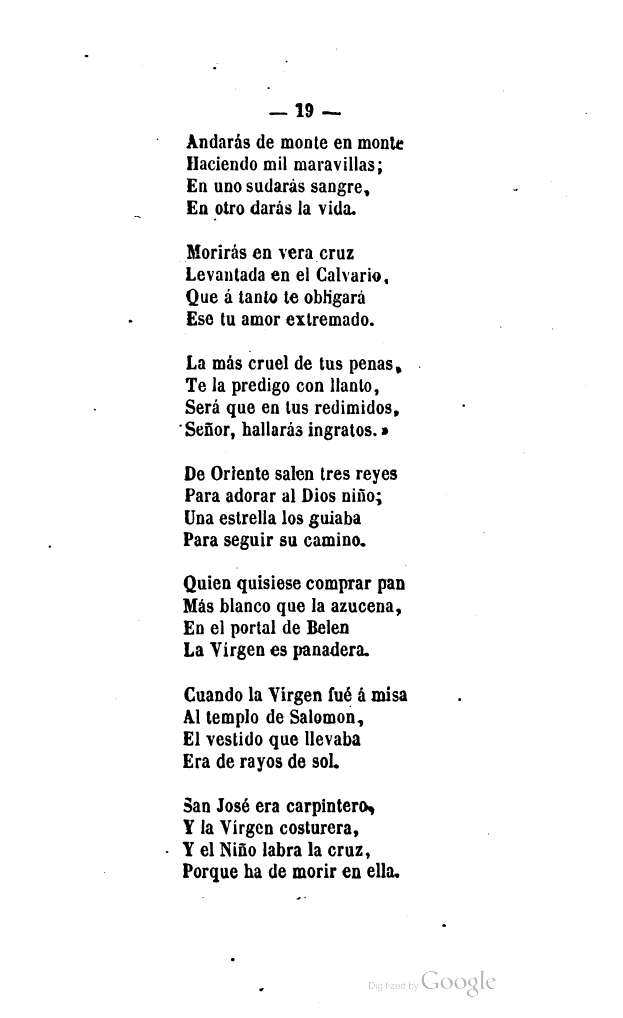 — 19 —
Andarás de monte en monte
Haciendo mil maravillas;
En uno sudarás sangre,
En otro darás la vida.
Morirás en vera cruz
Levantada en el Calvario,
Que á tanto te obligará
Ese tu amor extremado.
La más cruel de tus penas,
Te la predigo con llanto,
Será que en tus redimidos,
Señor, hallarás ingratos.»
De Oriente salen tres reyes
Para adorar al Dios niño;
Una estrella los guiaba
Para seguir su camino.
Quien quisiese comprar pan
Más blanco que la azucena,
En el portal de Belen
La Virgen es panadera.
Cuando la Virgen fué á misa
Al templo de Salomon,
El vestido que llevaba
Era de rayos de sol.
San José era carpintero,
Y la Vírgen costurera,
Y el Niño labra la cruz,
Porque ha de morir en ella.
Digitized by Google